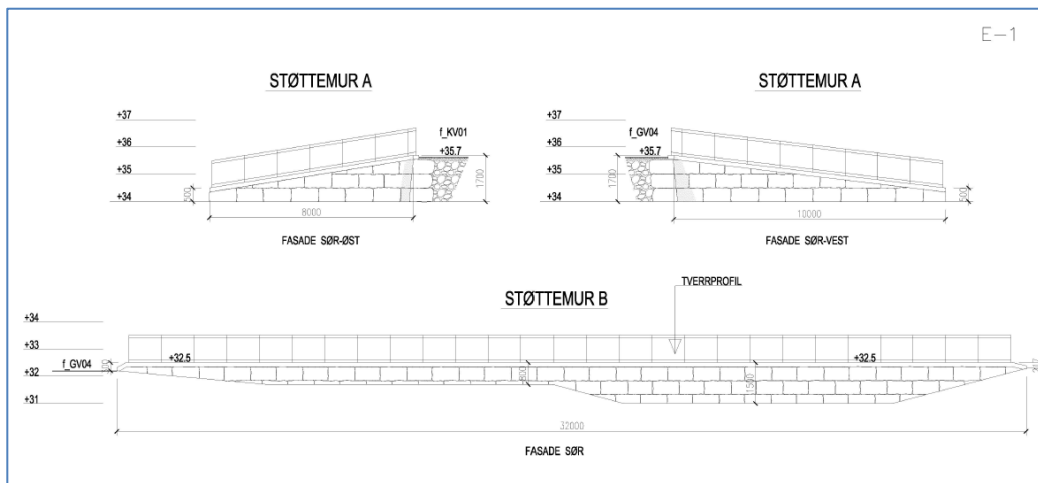 E-1
STØTTEMUR A
+37
+36
+35
+34
f_KV01
+35.7
500
1700
8000
FASADE SØR-ØST
STØTTEMUR A
+37
+36
+35
+34
f_GV04
+35.7
1700
500
10000
FASADE SØR-VEST
TVERRPROFIL
STØTTEMUR B
+34
+33
+32
+31
f_GV04
+32.5
+32.5
800
1500
32000
FASADE SØR